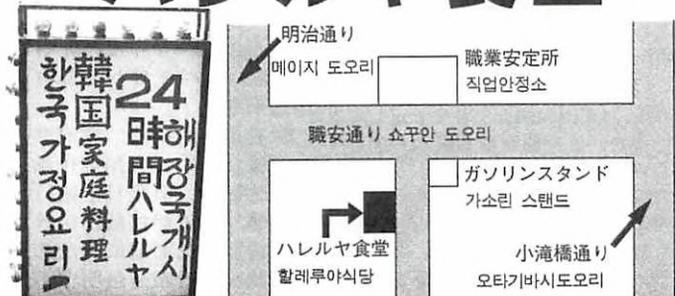 해장국개시
24時間ハレルヤ
韓国家庭料理
한국가정요리
明治通り
메이지 도오리
職業安定所
직업안정소
職安通り 쇼꾸안 도오리
ガソリンスタンド
가소린 스탠드
ハレルヤ食堂
할레루야식당
小滝橋通り
오타기바시도오리